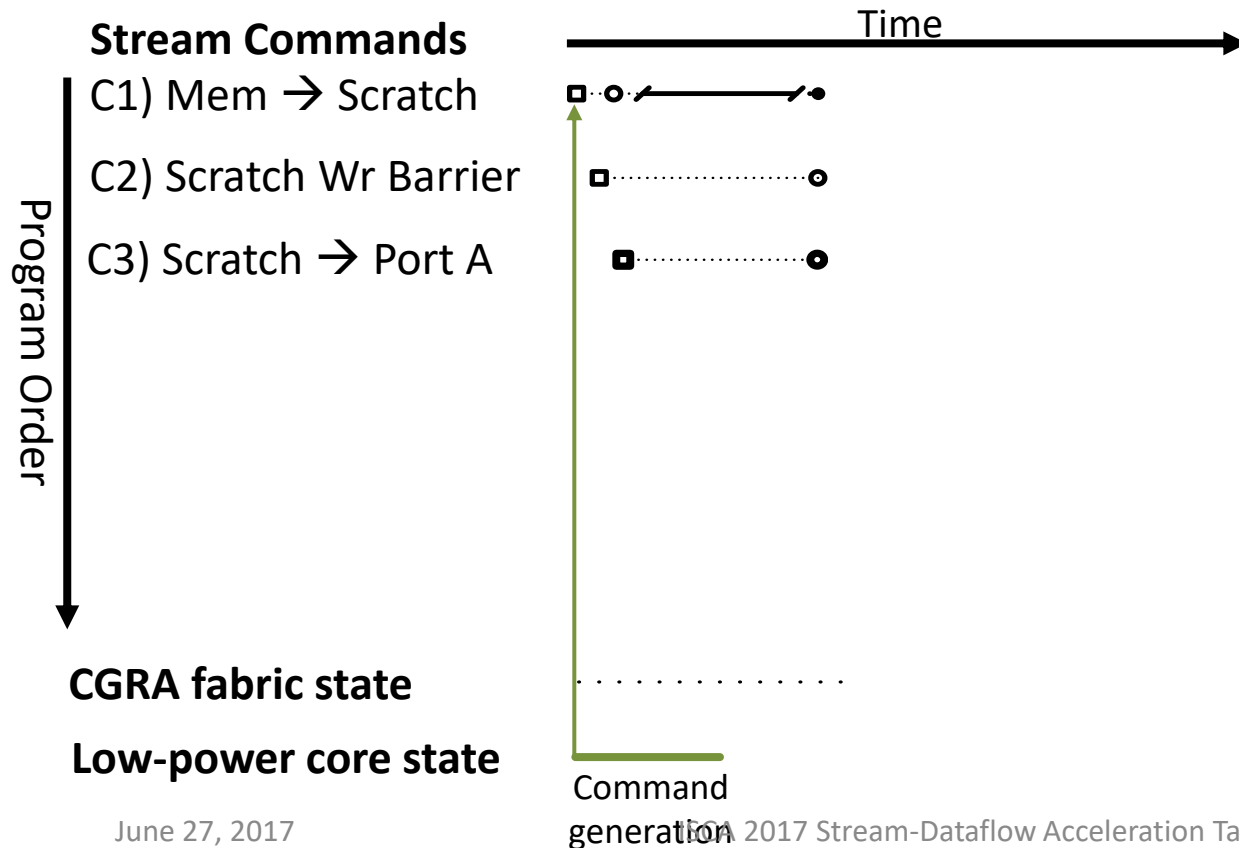 Stream Commands
Time
C1) Mem → Scratch
C2) Scratch Wr Barrier
C3) Scratch → Port A
Program Order
CGRA fabric state
Low-power core state
Command
generation
June 27, 2017
ISCA 2017 Stream-Dataflow Acceleration Ta